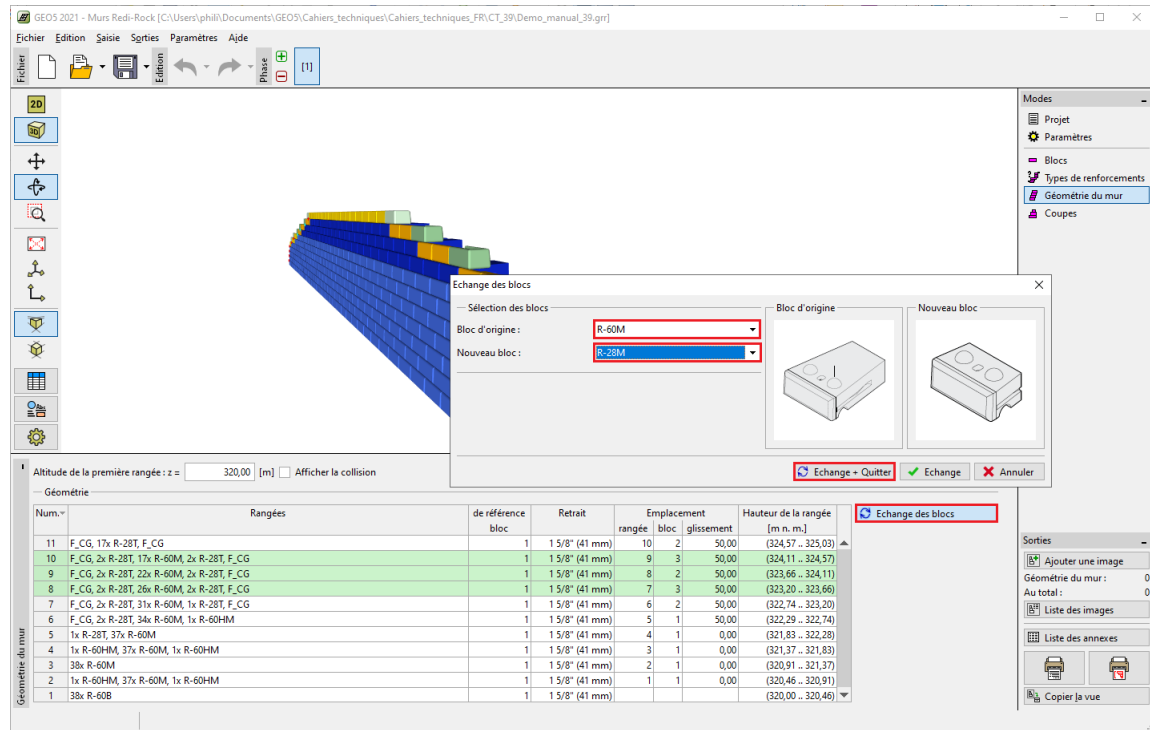 GEO5 2021 - Murs Redi-Rock [C:\Users\phili\Documents\GEO5\Cahiers_techniques\Cahiers_techniques_FR\CT_39\Demo_manual_39.grr]
Fichier Edition Saisie Sorties Paramètres Aide
Fichier
Edition
Phase
[1]
2D
3D
Modes
Projet
Paramètres
Blocs
Types de renforcements
Géométrie du mur
Coupes
Echange des blocs
Sélection des blocs
Bloc d'origine :
R-60M
Nouveau bloc :
R-28M
Bloc d'origine
Nouveau bloc
Echange + Quitter
Echange
Annuler
Géométrie du mur
Altitude de la première rangée : z = 320,00 [m] Afficher la collision
Géométrie
Num. Rangées de référence Retrait Emplacement Hauteur de la rangée
bloc rangée bloc glissement [m n. m.]
11 F_CG, 17x R-28T, F_CG 1 1 5/8" (41 mm) 10 2 50,00 (324,57 .. 325,03)
10 F_CG, 2x R-28T, 17x R-60M, 2x R-28T, F_CG 1 1 5/8" (41 mm) 9 3 50,00 (324,11 .. 324,57)
9 F_CG, 2x R-28T, 22x R-60M, 2x R-28T, F_CG 1 1 5/8" (41 mm) 8 2 50,00 (323,66 .. 324,11)
8 F_CG, 2x R-28T, 26x R-60M, 2x R-28T, F_CG 1 1 5/8" (41 mm) 7 3 50,00 (323,20 .. 323,66)
7 F_CG, 2x R-28T, 31x R-60M, 1x R-28T, F_CG 1 1 5/8" (41 mm) 6 2 50,00 (322,74 .. 323,20)
6 F_CG, 2x R-28T, 34x R-60M, 1x R-60HM 1 1 5/8" (41 mm) 5 1 50,00 (322,29 .. 322,74)
5 1x R-28T, 37x R-60M 1 1 5/8" (41 mm) 4 1 0,00 (321,83 .. 322,28)
4 1x R-60HM, 37x R-60M, 1x R-60HM 1 1 5/8" (41 mm) 3 1 0,00 (321,37 .. 321,83)
3 38x R-60M 1 1 5/8" (41 mm) 2 1 0,00 (320,91 .. 321,37)
2 1x R-60HM, 37x R-60M, 1x R-60HM 1 1 5/8" (41 mm) 1 1 0,00 (320,46 .. 320,91)
1 38x R-60B 1 1 5/8" (41 mm) (320,00 .. 320,46)
Echange des blocs
Sorties
Ajouter une image
Géométrie du mur : 0
Au total : 0
Liste des images
Liste des annexes
Copier la vue